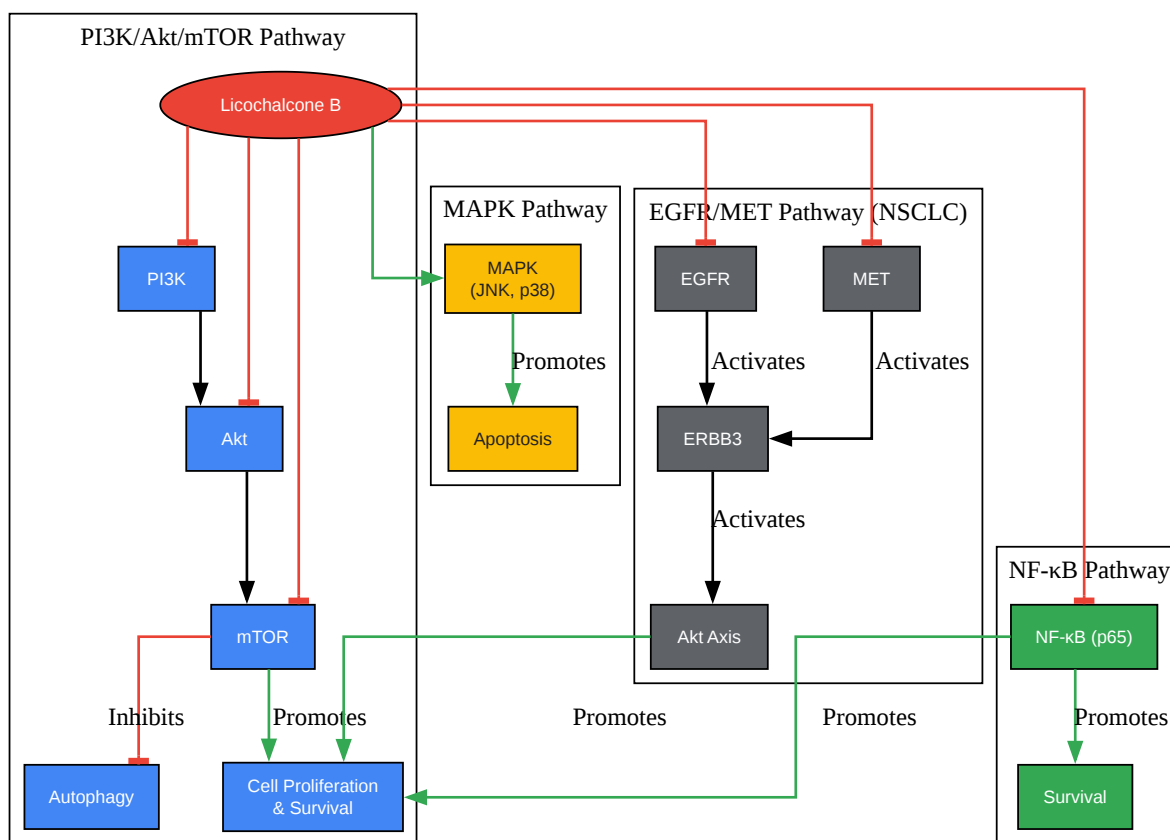 PI3K/Akt/mTOR Pathway
Licochalcone B
MAPK Pathway
EGFR/MET Pathway (NSCLC)
PI3K
MAPK
(JNK, p38)
EGFR
MET
Promotes
Activates
Activates
Akt
Apoptosis
ERBB3
Activates
NF-κB Pathway
mTOR
Akt Axis
NF-κB (p65)
Inhibits
Promotes
Promotes
Promotes
Promotes
Autophagy
Cell Proliferation
& Survival
Survival